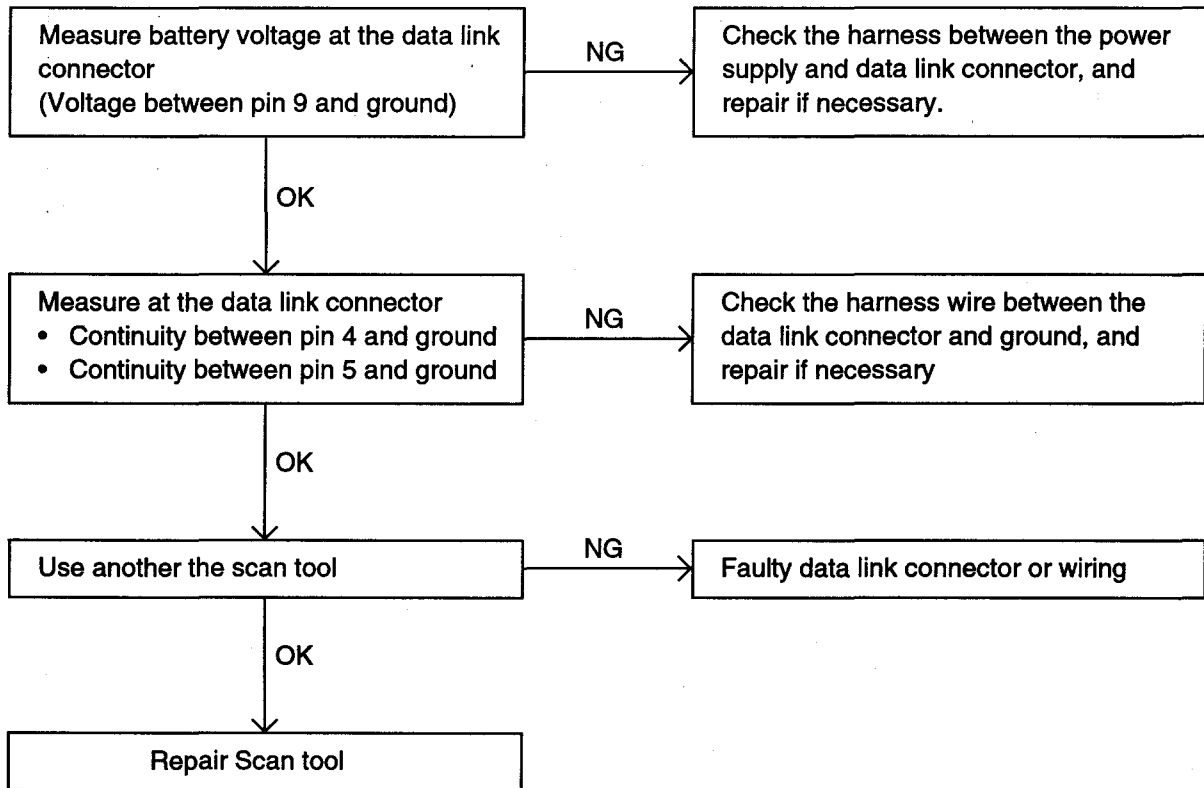 Measure battery voltage at the data link
connector
(Voltage between pin 9 and ground)
NG
Check the harness between the power
supply and data link connector, and
repair if necessary.
OK
Measure at the data link connector
• Continuity between pin 4 and ground
• Continuity between pin 5 and ground
NG
Check the harness wire between the
data link connector and ground, and
repair if necessary
OK
Use another the scan tool
NG
Faulty data link connector or wiring
OK
Repair Scan tool